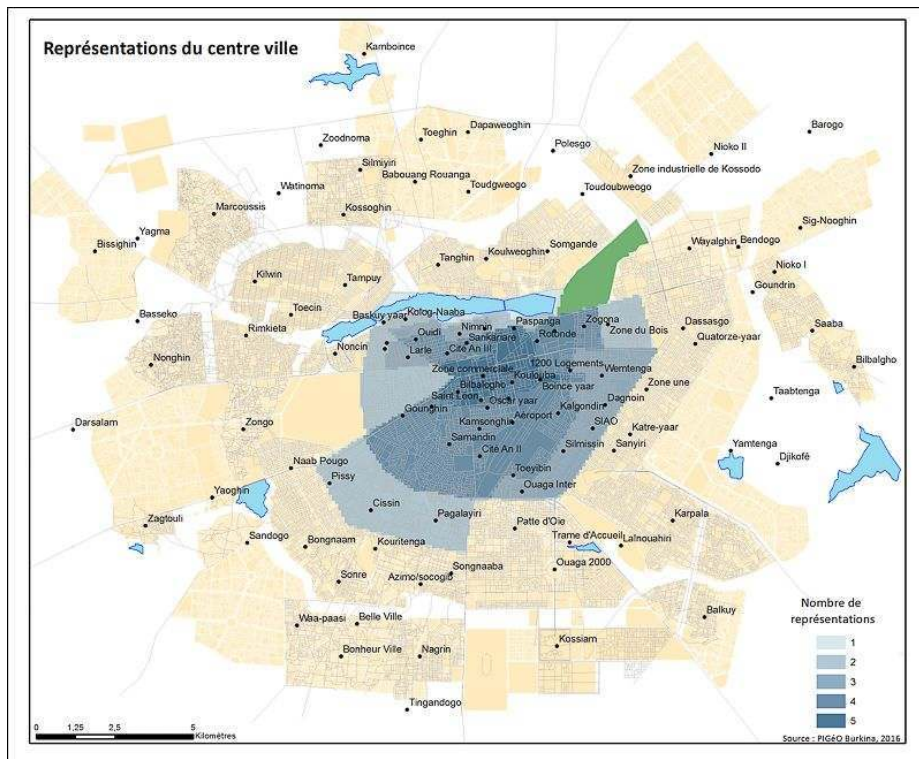 Représentations du centre ville
Kamboince
Barogo
Dapaweoghin
Toeghin
Zoodnoma
Polesgo
Nioko II
Silmiyiri
Zone industrielle de Kossodo
Babouang Rouanga
Watinoma
Toudgweogo
Toudoubweogo
Marcoussis
Kossoghin
Sig-Nooghin
Yagma
Bissighin
Somgande
Wayalghin
Bendogo
Koulweoghin
Tanghin
Nioko I
Kilwin
Tampuy
Goundrin
Basseko
Toecin
Baskuy yaar
Kolog-Naaba
Rimkieta
Ouidi
Nimnin
Paspanga
Zogona
Zone du Bois
Dassasgo
Saaba
Sankariare
Rotonde
Quatorze-yaar
Noncin
Larle
Cité An III
Nonghin
Bilbalgho
Zone commerciale
1200 Logements
Wemtenga
Koulouba
Boince yaar
Zone une
Bilbaloghe
Taabtenga
Saint Léon
Oscar yaar
Dagnoin
Gounghin
Kalgondin
Aéroport
Darsalam
Zongo
Kamsonghin
SIAO
Katre-yaar
Samandin
Cité An II
Silmissin
Sanyiri
Yamtenga
Naab Pougo
Toeyibin
Djikofé
Pissy
Ouaga Inter
Yaoghin
Cissin
Zagtouli
Pagalayiri
Patte d'Oie
Karpala
Sandogo
Bongnaam
Kouritenga
Trame d'Accueil
Lalnouahiri
Songnaaba
Ouaga 2000
Sonre
Azimo/socogib
Waa-paasi
Belle Ville
Balkuy
Bonheur Ville
Nagrin
Kossiam
Tingandogo
Nombre de
représentations
1
2
3
4
5
0 1,25 2,5 5
Kilomètres
Source : PIGéO Burkina, 2016